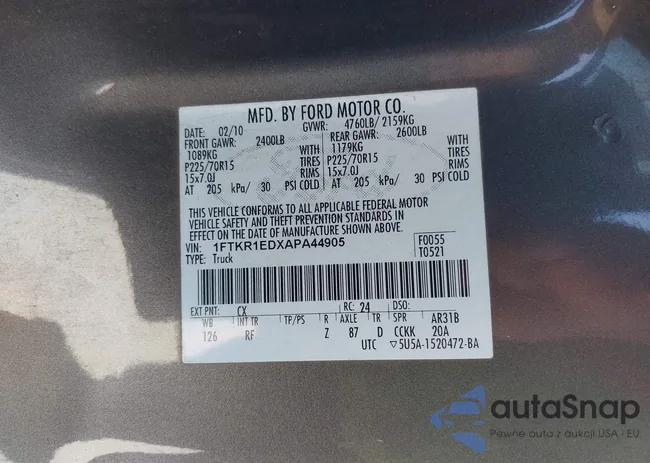 MFD. BY FORD MOTOR CO.
DATE: 02/10 GVWR: 4760LB/ 2159KG
FRONT GAWR: 2400LB REAR GAWR: 2600LB
1089KG WITH 1179KG WITH
P225/70R15 TIRES P225/70R15 TIRES
15x7.0J RIMS 15x7.0J RIMS
AT 205 kPa/ 30 PSI COLD AT 205 kPa/ 30 PSI COLD
THIS VEHICLE CONFORMS TO ALL APPLICABLE FEDERAL MOTOR
VEHICLE SAFETY AND THEFT PREVENTION STANDARDS IN
EFFECT ON THE DATE OF MANUFACTURE SHOWN ABOVE.
VIN: 1FTKR1EDXAPA44905 F0055
TYPE: Truck T0521
EXT PNT: CX RC: 24 DSO:
WB INT TR TP/PS R AXLE TR SPR AR31B
126 RF Z 87 D CCKK 20A
UTC ▽5U5A-1520472-BA
autaSnap
Pewne auta z aukcji USA i EU